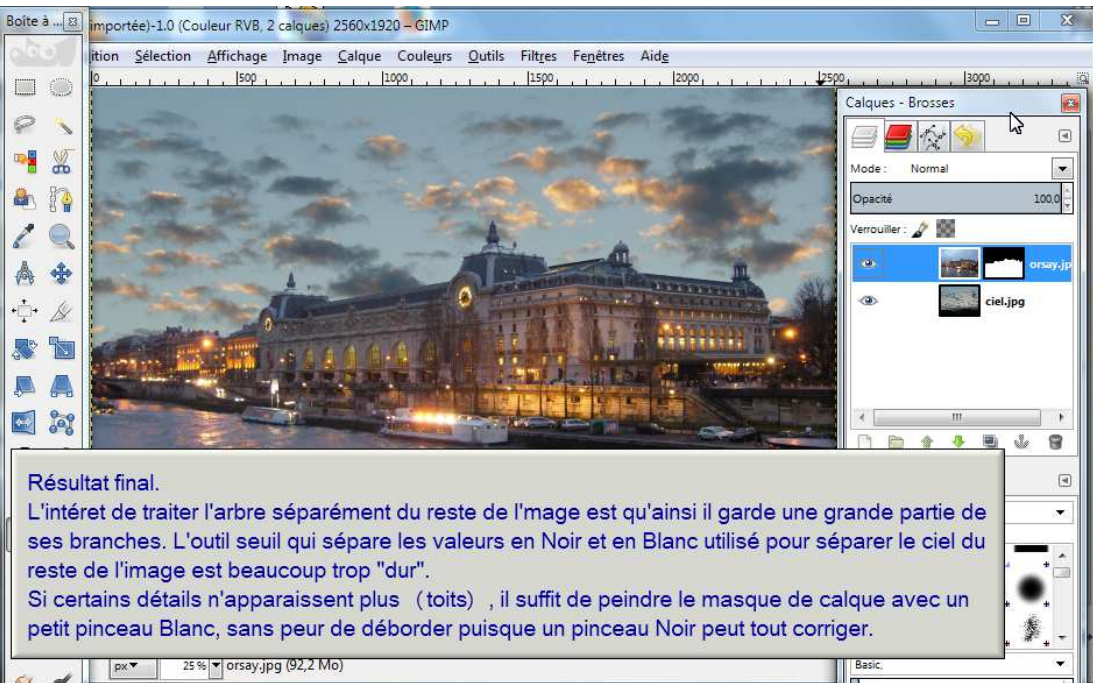 Boîte à ...
importée)-1.0 (Couleur RVB, 2 calques) 2560x1920 – GIMP
ition Sélection Affichage Image Calque Couleurs Outils Filtres Fenêtres Aide
0 500 1000 1500 2000 2500 3000
Calques - Brosses
Mode : Normal
Opacité 100,0
Verrouiller :
orsay.jp
ciel.jpg
Résultat final.
L'intéret de traiter l'arbre séparément du reste de l'mage est qu'ainsi il garde une grande partie de
ses branches. L'outil seuil qui sépare les valeurs en Noir et en Blanc utilisé pour séparer le ciel du
reste de l'image est beaucoup trop "dur".
Si certains détails n'apparaissent plus (toits) , il suffit de peindre le masque de calque avec un
petit pinceau Blanc, sans peur de déborder puisque un pinceau Noir peut tout corriger.
px 25 % orsay.jpg (92,2 Mo)
Basic,